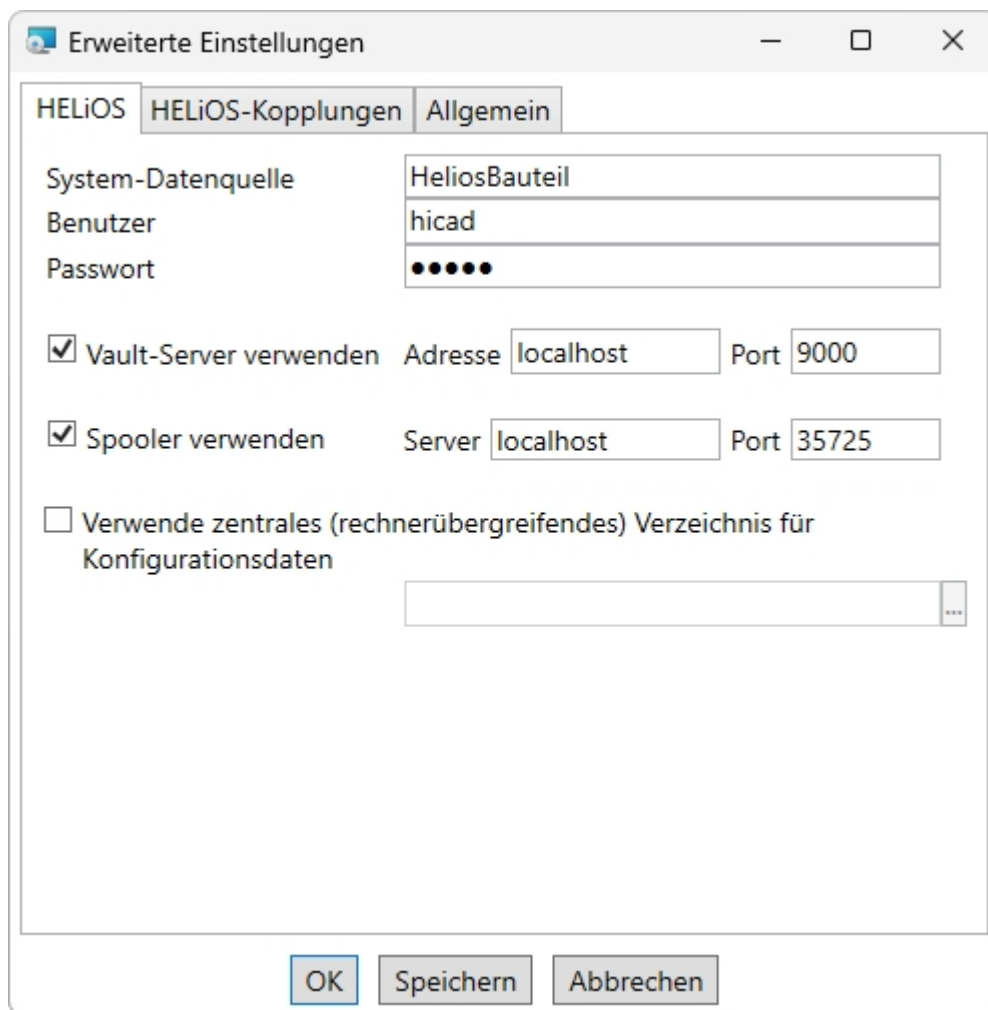 Erweiterte Einstellungen
HELiOS HELiOS-Kopplungen Allgemein
System-Datenquelle HeliosBauteil
Benutzer hicad
Passwort ●●●●●
Vault-Server verwenden Adresse localhost Port 9000
Spooler verwenden Server localhost Port 35725
Verwende zentrales (rechnerübergreifendes) Verzeichnis für
Konfigurationsdaten
...
OK Speichern Abbrechen